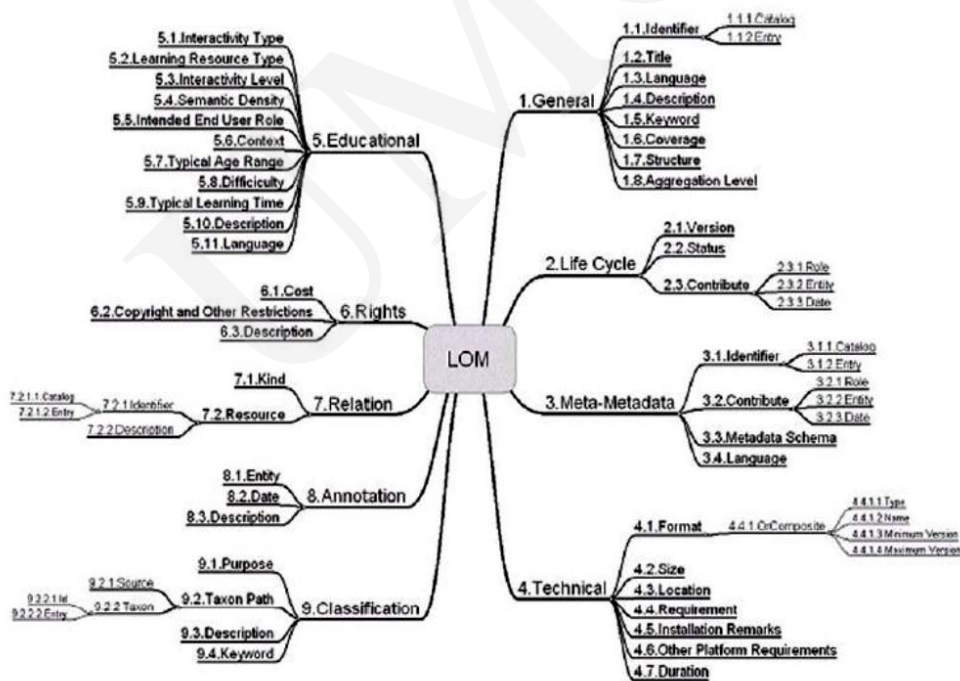 LOM
1.General
1.1.Identifier
1.1.1.Catalog
1.1.2 Entry
1.2.Title
1.3.Language
1.4.Description
1.5.Keyword
1.6.Coverage
1.7.Structure
1.8.Aggregation Level
2.Life Cycle
2.1.Version
2.2.Status
2.3.Contribute
2.3.1 Role
2.3.2 Entity
2.3.3 Date
3.Meta-Metadata
3.1.Identifier
3.1.1.Catalog
3.1.2 Entry
3.2.Contribute
3.2.1 Role
3.2.2 Entity
3.2.3 Date
3.3.Metadata Schema
3.4.Language
4.Technical
4.1.Format
4.4.1.OrComposite
4.4.1.1 Type
4.4.1.2 Name
4.4.1.3 Minimum Version
4.4.1.4 Maximum Version
4.2.Size
4.3.Location
4.4.Requirement
4.5.Installation Remarks
4.6.Other Platform Requirements
4.7.Duration
5.Educational
5.1.Interactivity Type
5.2.Learning Resource Type
5.3.Interactivity Level
5.4.Semantic Density
5.5.Intended End User Role
5.6.Context
5.7.Typical Age Range
5.8.Difficiculty
5.9.Typical Learning Time
5.10.Description
5.11.Language
6.Rights
6.1.Cost
6.2.Copyright and Other Restrictions
6.3.Description
7.Relation
7.1.Kind
7.2.Resource
7.2.1 Identifier
7.2.1.1.Catalog
7.2.1.2 Entry
7.2.2.Description
8.Annotation
8.1.Entity
8.2.Date
8.3.Description
9.Classification
9.1.Purpose
9.2.Taxon Path
9.2.1 Source
9.2.2 Taxon
9.2.2.1 Id
9.2.2.2 Entry
9.3.Description
9.4.Keyword